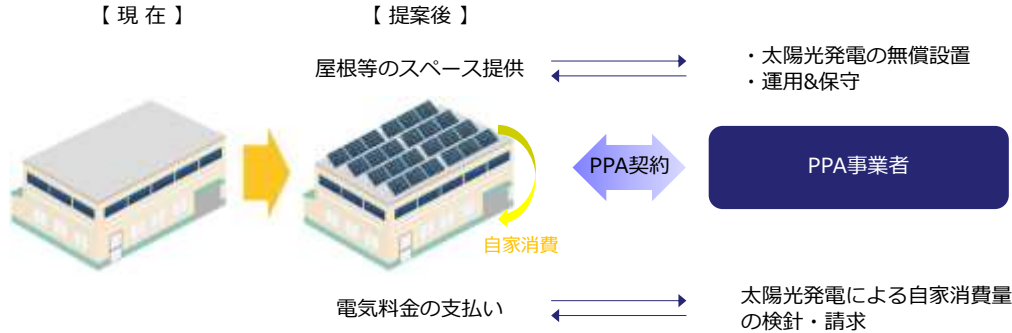 【 現 在 】
【 提案後 】
屋根等のスペース提供
・太陽光発電の無償設置
・運用&保守
PPA契約
PPA事業者
自家消費
電気料金の支払い
太陽光発電による自家消費量
の検針・請求